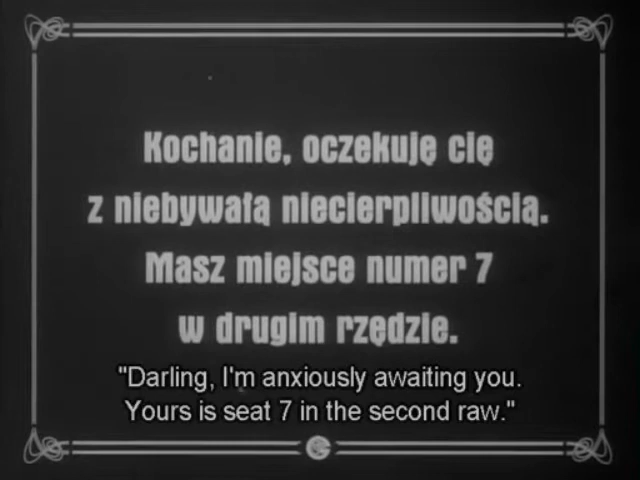 Kochanie, oczekuję cię
z niebywałą niecierpliwością.
Masz miejsce numer 7
w drugim rzędzie.
"Darling, I'm anxiously awaiting you.
Yours is seat 7 in the second raw."